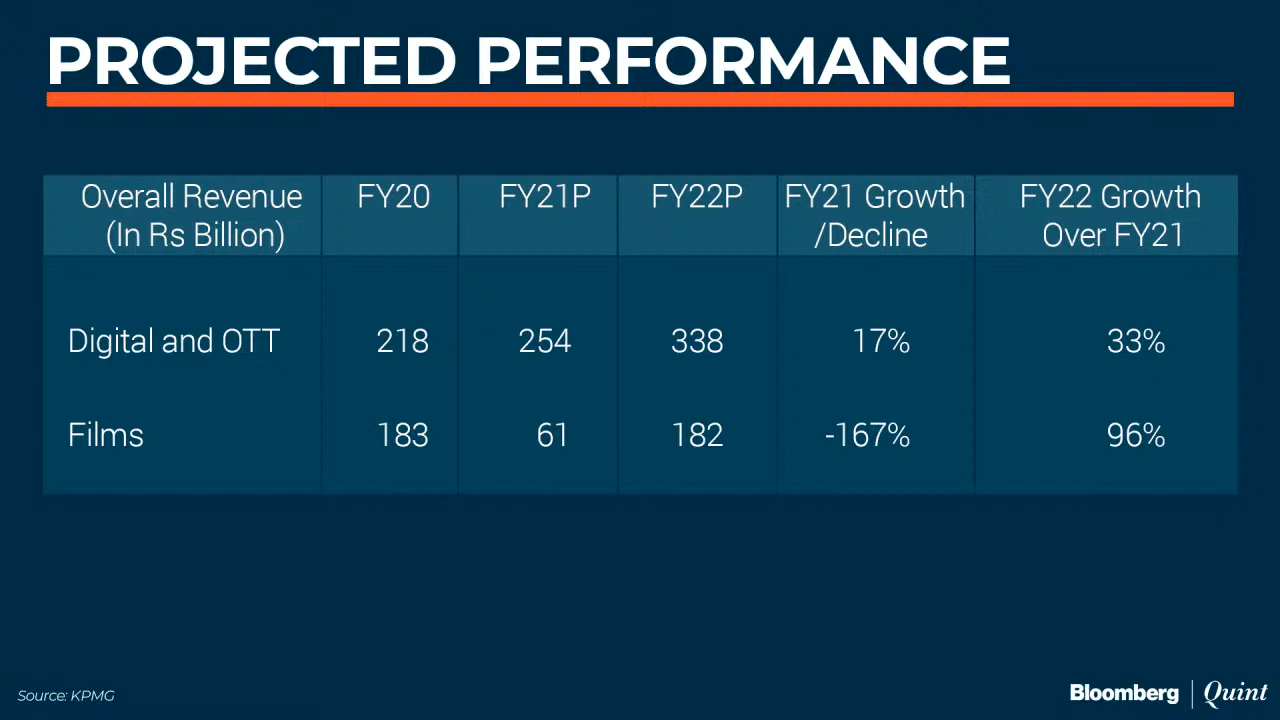 PROJECTED PERFORMANCE
Overall Revenue (In Rs Billion) FY20 FY21P FY22P FY21 Growth /Decline FY22 Growth Over FY21
Digital and OTT 218 254 338 17% 33%
Films 183 61 182 -167% 96%
Source: KPMG
Bloomberg | Quint